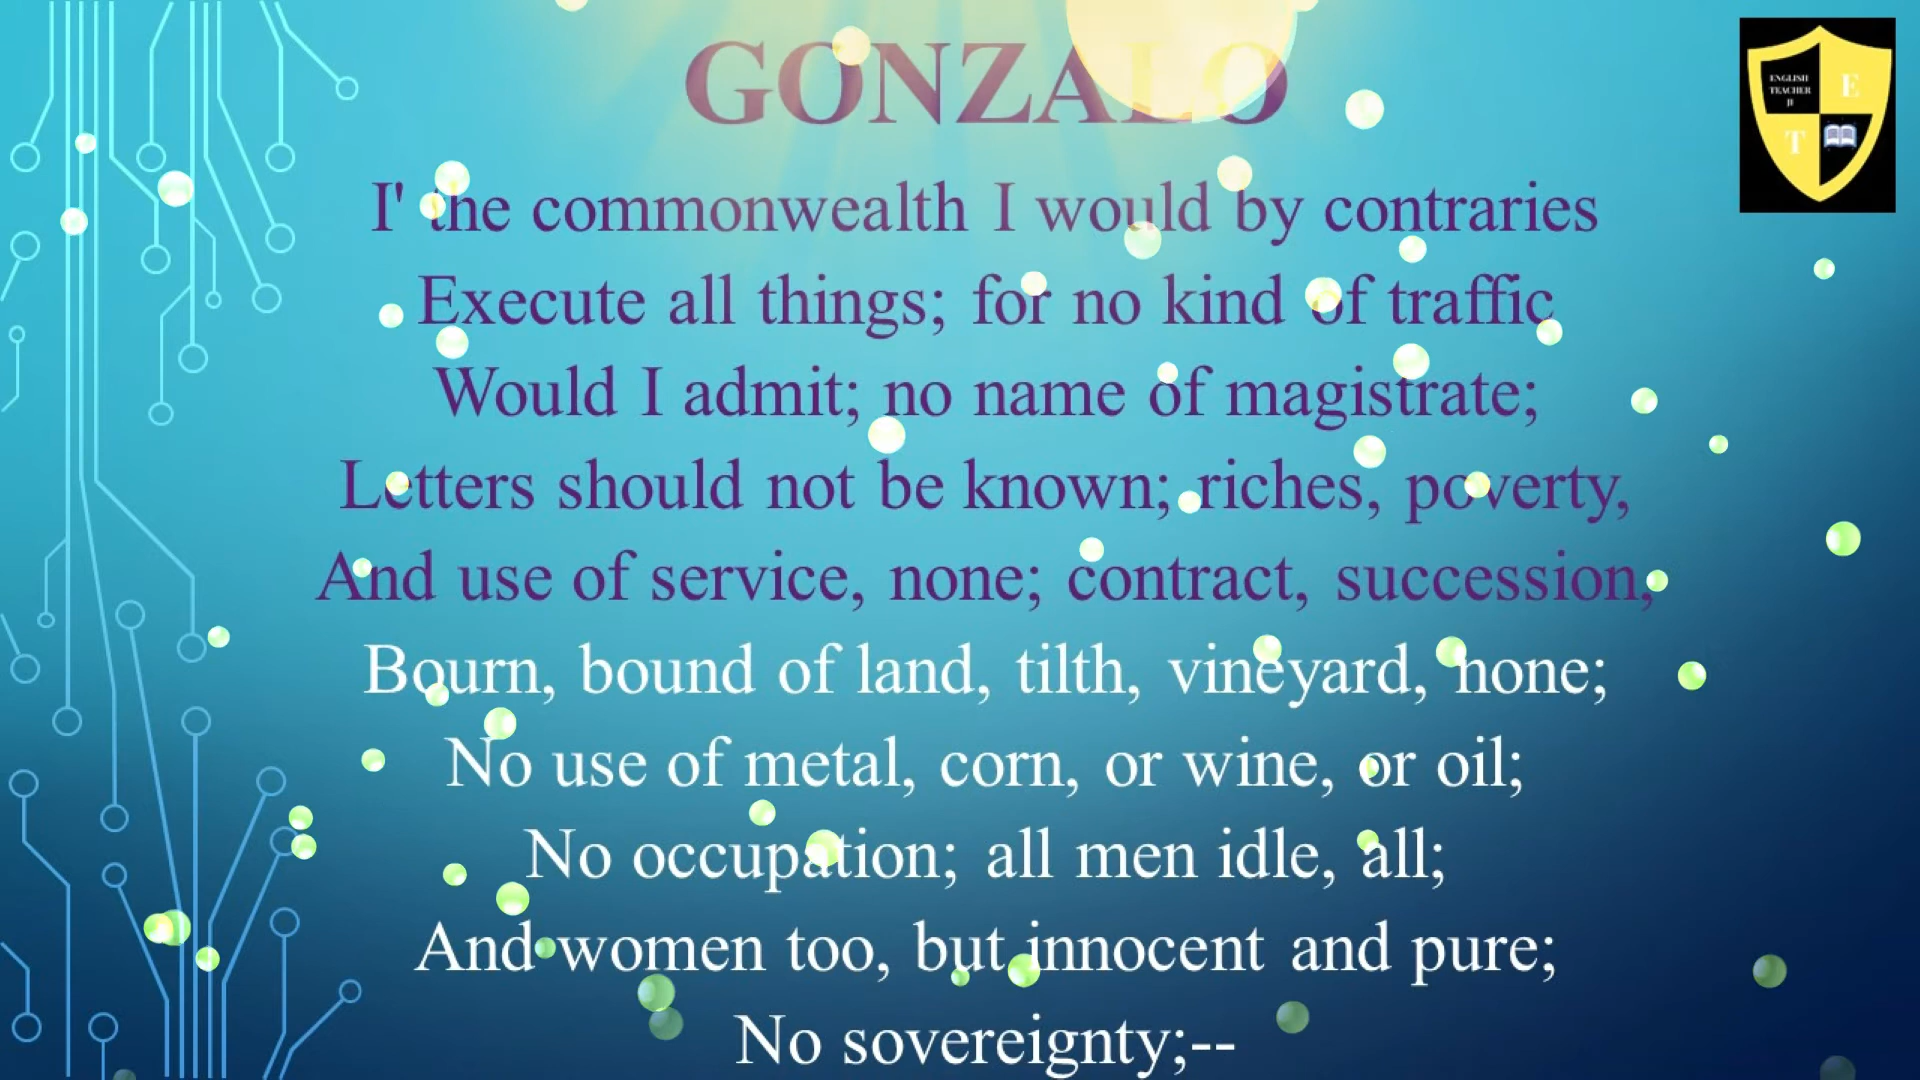 GONZALO
I' the commonwealth I would by contraries
Execute all things; for no kind of traffic
Would I admit; no name of magistrate;
Letters should not be known; riches, poverty,
And use of service, none; contract, succession,
Bourn, bound of land, tilth, vineyard, none;
No use of metal, corn, or wine, or oil;
No occupation; all men idle, all;
And women too, but innocent and pure;
No sovereignty;--
ENGLISH
TEACHER
JI
E
T